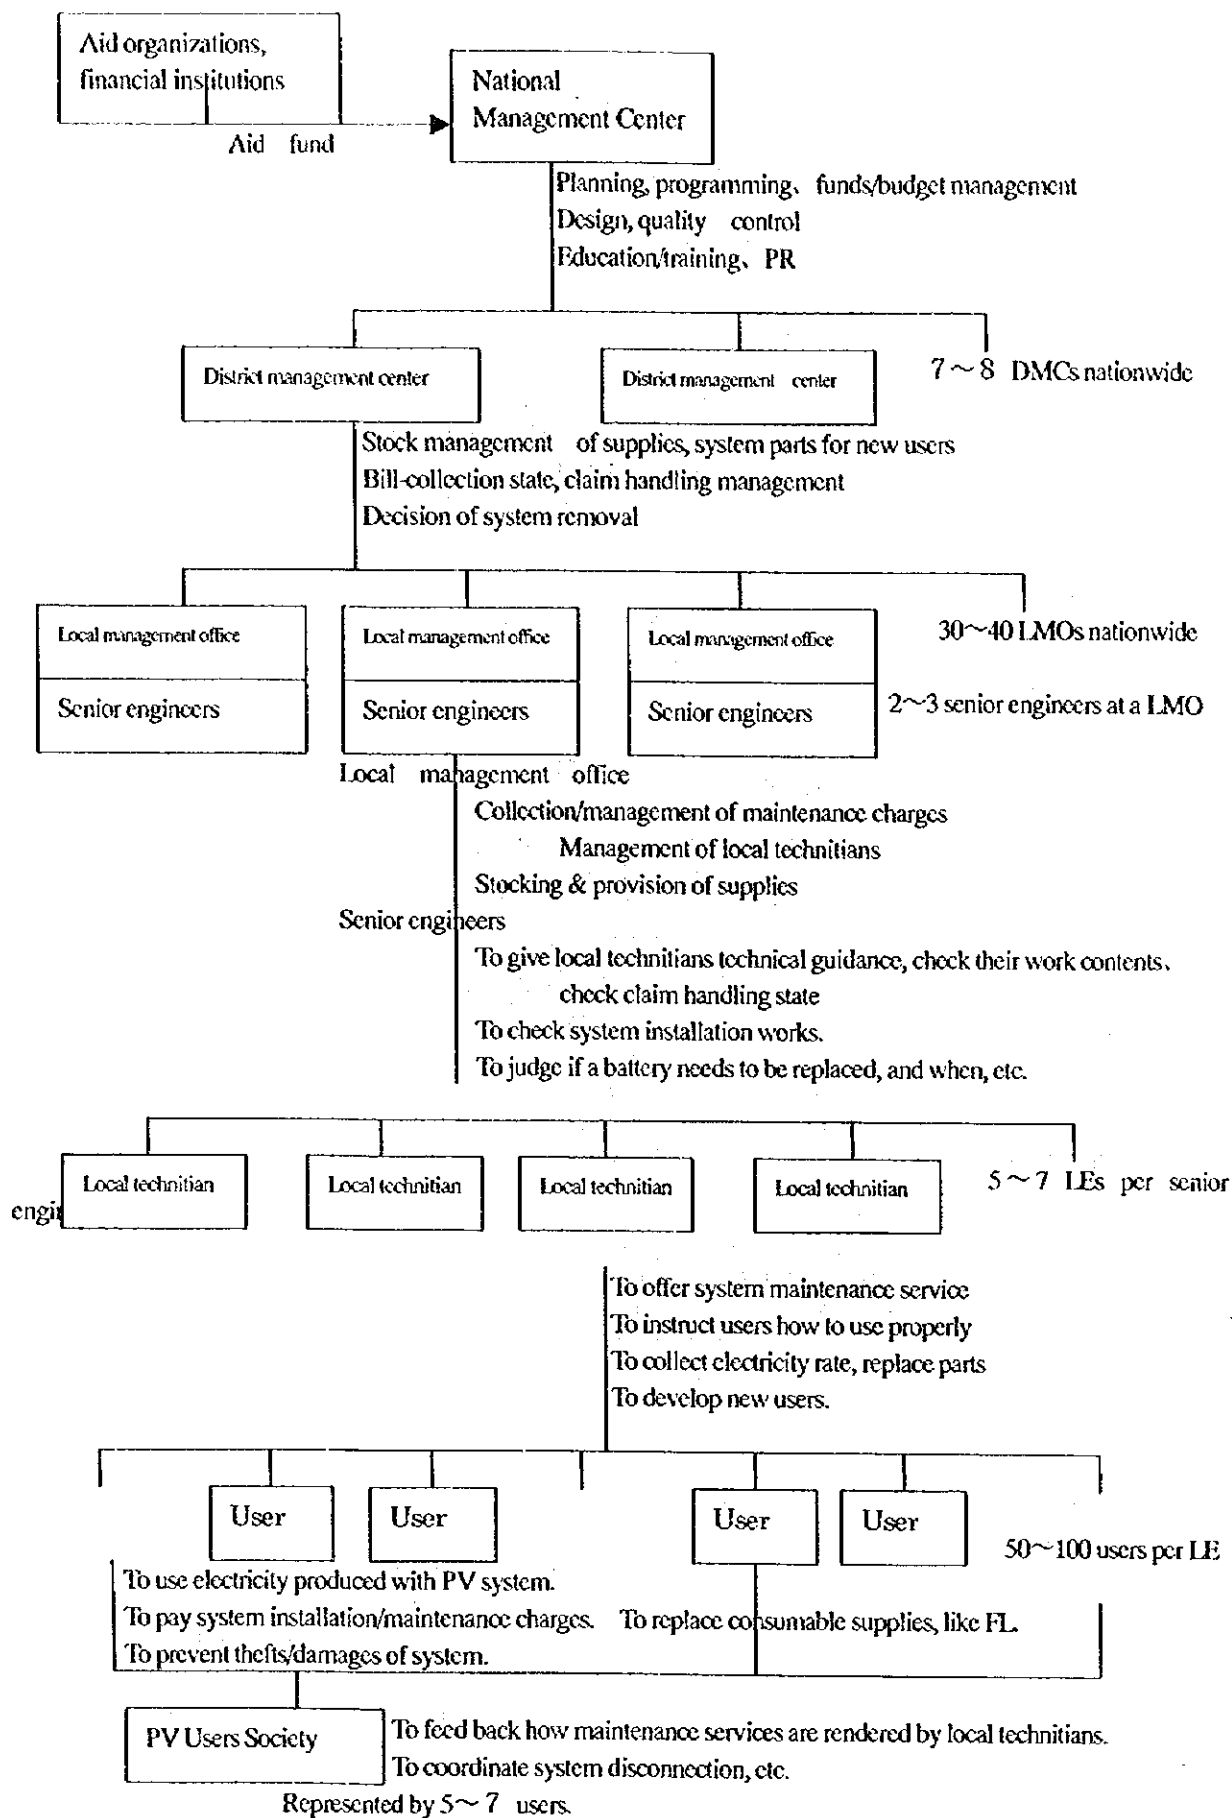 Aid organizations,
financial institutions
National
Management Center
Aid fund
Planning, programming、funds/budget management
Design, quality control
Education/training、PR
District management center
District management center
7～8 DMCs nationwide
Stock management of supplies, system parts for new users
Bill-collection state, claim handling management
Decision of system removal
Local management office
Local management office
Local management office
30～40 LMOs nationwide
Senior engineers
Senior engineers
Senior engineers
2～3 senior engineers at a LMO
Local management office
Collection/management of maintenance charges
Management of local technitians
Stocking & provision of supplies
Senior engineers
To give local technitians technical guidance, check their work contents、
check claim handling state
To check system installation works.
To judge if a battery needs to be replaced, and when, etc.
Local technitian
Local technitian
Local technitian
Local technitian
5～7 LEs per senior
To offer system maintenance service
To instruct users how to use properly
To collect electricity rate, replace parts
To develop new users.
User
User
User
User
50～100 users per LE
To use electricity produced with PV system.
To pay system installation/maintenance charges. To replace consumable supplies, like FL.
To prevent thefts/damages of system.
PV Users Society
To feed back how maintenance services are rendered by local technitians.
To coordinate system disconnection, etc.
Represented by 5～7 users.